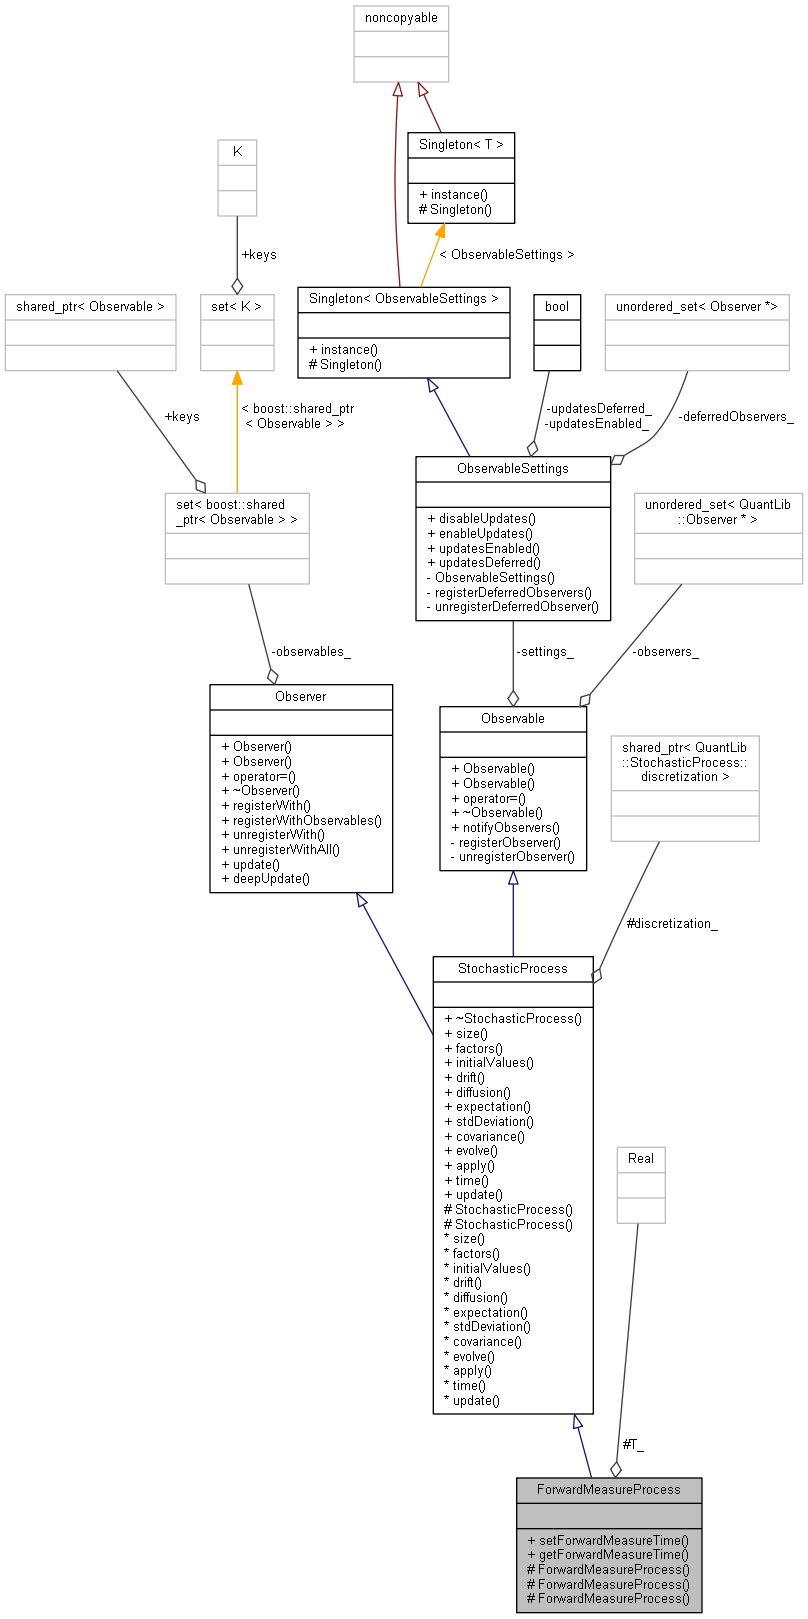 noncopyable
Singleton< T >
+ instance()
# Singleton()
K
+keys
< ObservableSettings >
shared_ptr< Observable >
set< K >
Singleton< ObservableSettings >
+ instance()
# Singleton()
bool
unordered_set< Observer *>
+keys
< boost::shared_ptr
< Observable > >
-updatesDeferred_
-updatesEnabled_
-deferredObservers_
set< boost::shared
_ptr< Observable > >
ObservableSettings
+ disableUpdates()
+ enableUpdates()
+ updatesEnabled()
+ updatesDeferred()
- ObservableSettings()
- registerDeferredObservers()
- unregisterDeferredObserver()
unordered_set< QuantLib
::Observer * >
-observables_
-settings_
-observers_
Observer
+ Observer()
+ Observer()
+ operator=()
+ ~Observer()
+ registerWith()
+ registerWithObservables()
+ unregisterWith()
+ unregisterWithAll()
+ update()
+ deepUpdate()
Observable
+ Observable()
+ Observable()
+ operator=()
+ ~Observable()
+ notifyObservers()
- registerObserver()
- unregisterObserver()
shared_ptr< QuantLib
::StochasticProcess::
discretization >
#discretization_
StochasticProcess
+ ~StochasticProcess()
+ size()
+ factors()
+ initialValues()
+ drift()
+ diffusion()
+ expectation()
+ stdDeviation()
+ covariance()
+ evolve()
+ apply()
+ time()
+ update()
# StochasticProcess()
# StochasticProcess()
* size()
* factors()
* initialValues()
* drift()
* diffusion()
* expectation()
* stdDeviation()
* covariance()
* evolve()
* apply()
* time()
* update()
Real
#T_
ForwardMeasureProcess
+ setForwardMeasureTime()
+ getForwardMeasureTime()
# ForwardMeasureProcess()
# ForwardMeasureProcess()
# ForwardMeasureProcess()